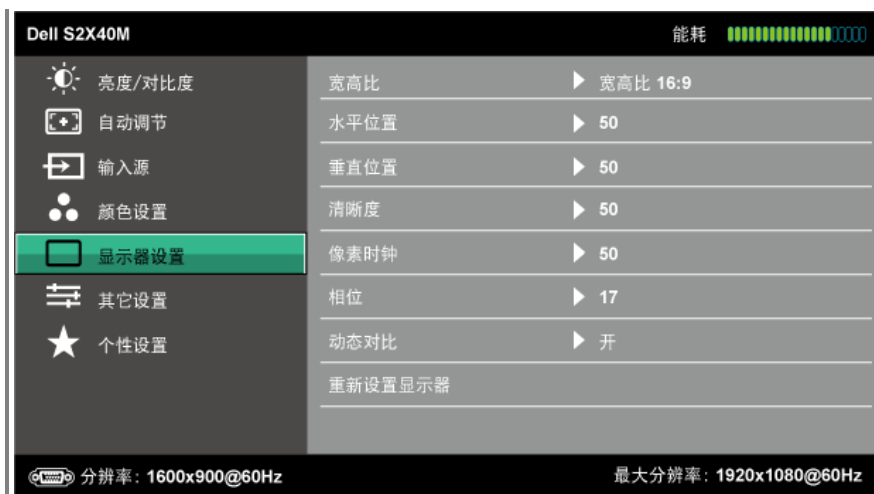 Dell S2X40M 能耗
亮度/对比度 宽高比 宽高比 16:9
自动调节 水平位置 50
输入源 垂直位置 50
颜色设置 清晰度 50
显示器设置 像素时钟 50
其它设置 相位 17
个性设置 动态对比 开
重新设置显示器
分辨率: 1600x900@60Hz 最大分辨率: 1920x1080@60Hz